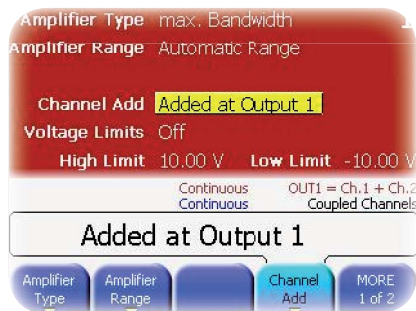 Amplifier Type max. Bandwidth
Amplifier Range Automatic Range
Channel Add Added at Output 1
Voltage Limits Off
High Limit 10.00 V Low Limit -10.00 V
Continuous OUT1 = Ch.1 + Ch.2
Continuous Coupled Channels
Added at Output 1
Amplifier Type
Amplifier Range
Channel Add
MORE 1 of 2